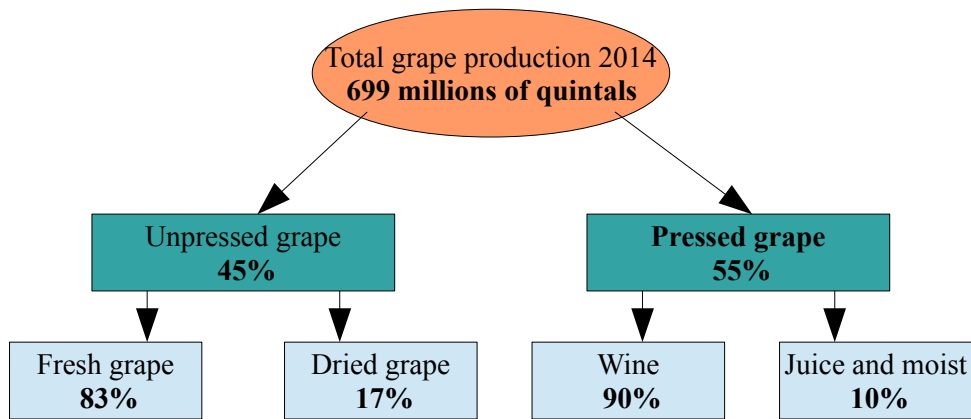 Total grape production 2014
699 millions of quintals
Unpressed grape
45%
Pressed grape
55%
Fresh grape
83%
Dried grape
17%
Wine
90%
Juice and moist
10%